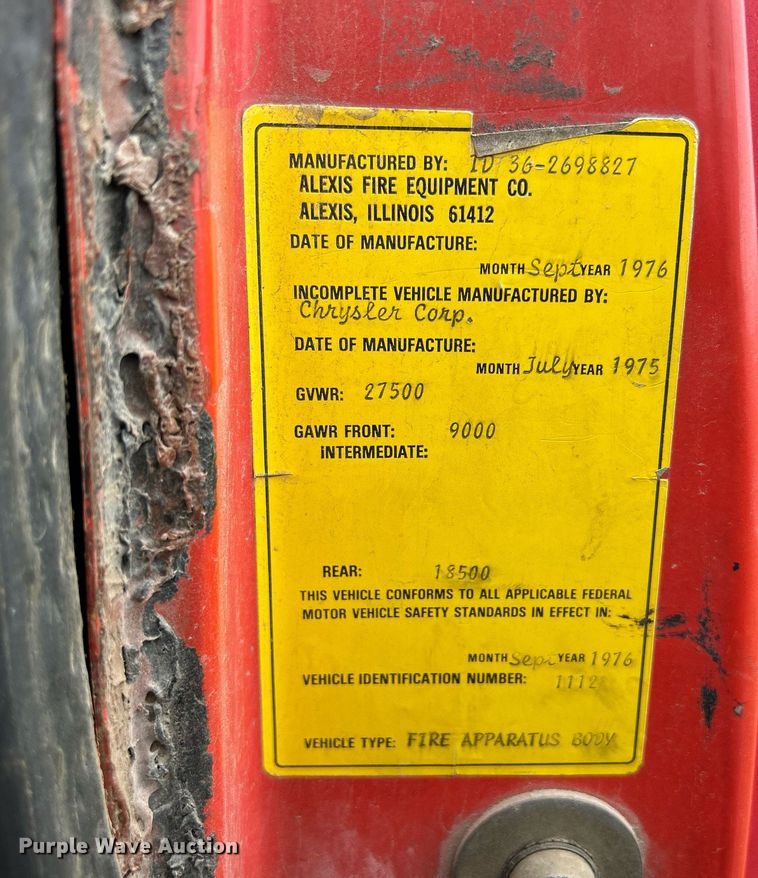 MANUFACTURED BY: ID 36-2698827
ALEXIS FIRE EQUIPMENT CO.
ALEXIS, ILLINOIS 61412
DATE OF MANUFACTURE:
MONTH Sept YEAR 1976
INCOMPLETE VEHICLE MANUFACTURED BY:
Chrysler Corp.
DATE OF MANUFACTURE:
MONTH July YEAR 1975
GVWR: 27500
GAWR FRONT: 9000
INTERMEDIATE:
REAR: 18500
THIS VEHICLE CONFORMS TO ALL APPLICABLE FEDERAL
MOTOR VEHICLE SAFETY STANDARDS IN EFFECT IN:
MONTH Sept YEAR 1976
VEHICLE IDENTIFICATION NUMBER: 1112
VEHICLE TYPE: FIRE APPARATUS BODY
Purple Wave Auction